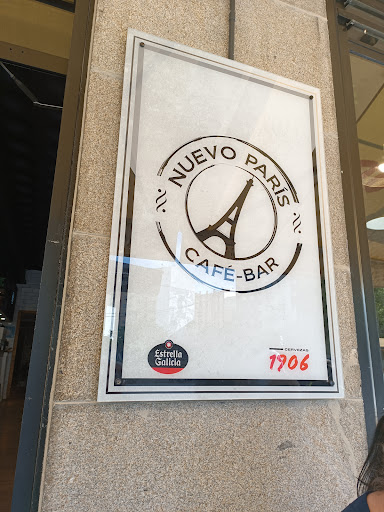 NUEVO PARÍS
CAFÉ-BAR
Estrella
Galicia
CERVEZAS
1906